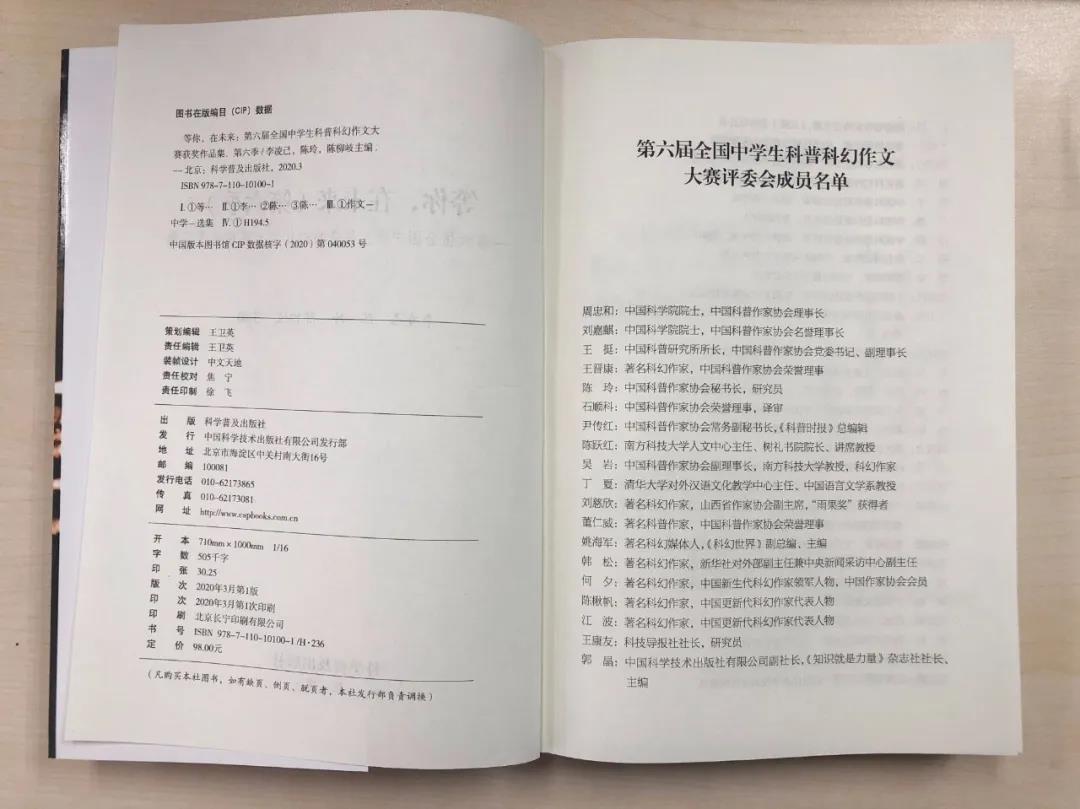 图书在版编目（CIP）数据
等你，在未来：第六届全国中学生科普科幻作文大
赛获奖作品集. 第六季 / 李凌己，陈玲，陈柳岐主编.
— 北京：科学普及出版社，2020.3
ISBN 978-7-110-10100-1
Ⅰ. ①等… Ⅱ. ①李… ②陈… ③陈… Ⅲ. ①作文－
中学－选集 Ⅳ. ① H194.5
中国版本图书馆 CIP 数据核字（2020）第 040053 号
策划编辑 王卫英
责任编辑 王卫英
装帧设计 中文天地
责任校对 焦 宁
责任印制 徐 飞
出 版 科学普及出版社
发 行 中国科学技术出版社有限公司发行部
地 址 北京市海淀区中关村南大街16号
邮 编 100081
发行电话 010-62173865
传 真 010-62173081
网 址 http://www.cspbooks.com.cn
开 本 710mm×1000mm 1/16
字 数 505千字
印 张 30.25
版 次 2020年3月第1版
印 次 2020年3月第1次印刷
印 刷 北京长宁印刷有限公司
书 号 ISBN 978-7-110-10100-1 /H·236
定 价 98.00元
（凡购买本社图书，如有缺页、倒页、脱页者，本社发行部负责调换）
第六届全国中学生科普科幻作文
大赛评委会成员名单
周忠和：中国科学院院士，中国科普作家协会理事长
刘嘉麒：中国科学院院士，中国科普作家协会名誉理事长
王 挺：中国科普研究所所长，中国科普作家协会党委书记、副理事长
王晋康：著名科幻作家，中国科普作家协会荣誉理事
陈 玲：中国科普作家协会秘书长，研究员
石顺科：中国科普作家协会荣誉理事，译审
尹传红：中国科普作家协会常务副秘书长，《科普时报》总编辑
陈跃红：南方科技大学人文中心主任、树礼书院院长、讲席教授
吴 岩：中国科普作家协会副理事长，南方科技大学教授，科幻作家
丁 夏：清华大学对外汉语文化教学中心主任、中国语言文学系教授
刘慈欣：著名科幻作家，山西省作家协会副主席，“雨果奖”获得者
董仁威：著名科普作家，中国科普作家协会荣誉理事
姚海军：著名科幻媒体人，《科幻世界》副总编、主编
韩 松：著名科幻作家，新华社对外部副主任兼中央新闻采访中心副主任
何 夕：著名科幻作家，中国新生代科幻作家领军人物，中国作家协会会员
陈楸帆：著名科幻作家，中国更新代科幻作家代表人物
江 波：著名科幻作家，中国更新代科幻作家代表人物
王康友：科技导报社社长，研究员
郭 晶：中国科学技术出版社有限公司副社长，《知识就是力量》杂志社社长、
主编